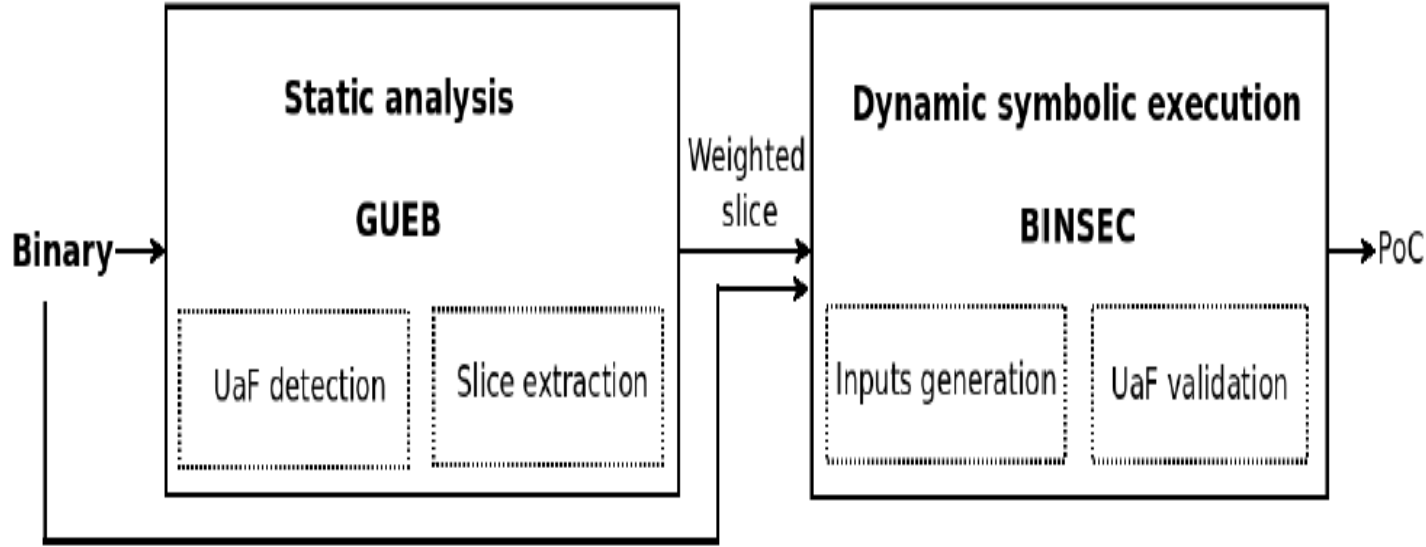 Static analysis
GUEB
UaF detection
Slice extraction
Binary
Weighted
slice
Dynamic symbolic execution
BINSEC
Inputs generation
UaF validation
PoC